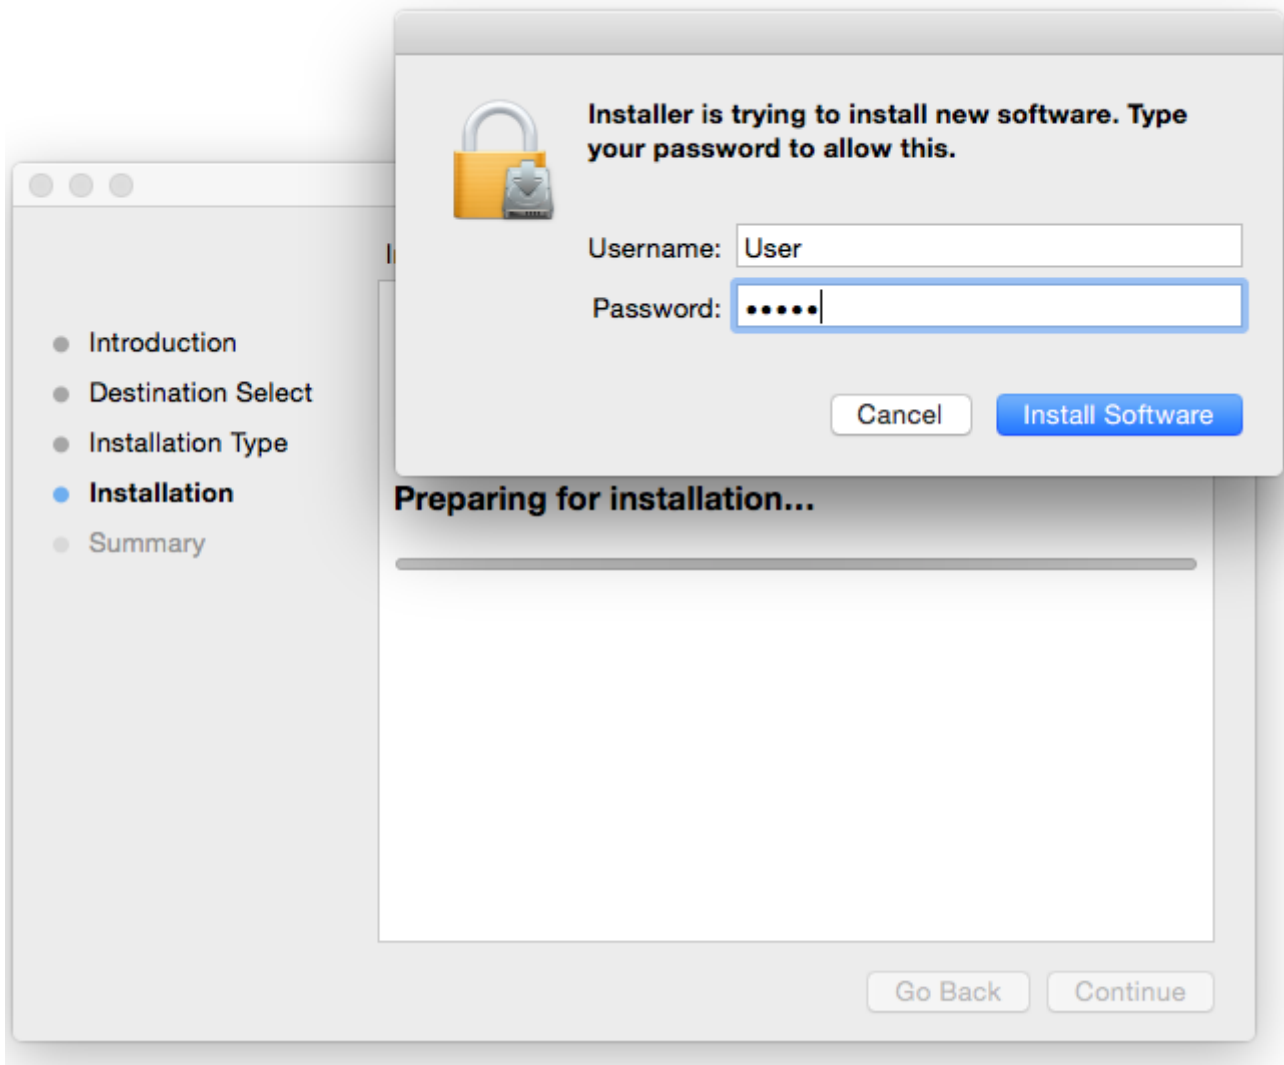 Installer is trying to install new software. Type
your password to allow this.
Username: User
Password: •••••
Cancel Install Software
Introduction
Destination Select
Installation Type
Installation
Summary
Preparing for installation...
Go Back Continue